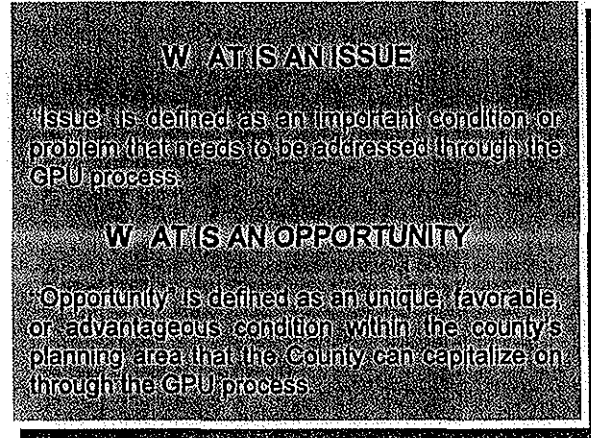 W AT IS AN ISSUE
"Issue" is defined as an important condition or
problem that needs to be addressed through the
GPU process.
W AT IS AN OPPORTUNITY
"Opportunity" is defined as an unique, favorable,
or advantageous condition within the county's
planning area that the County can capitalize on
through the GPU process.